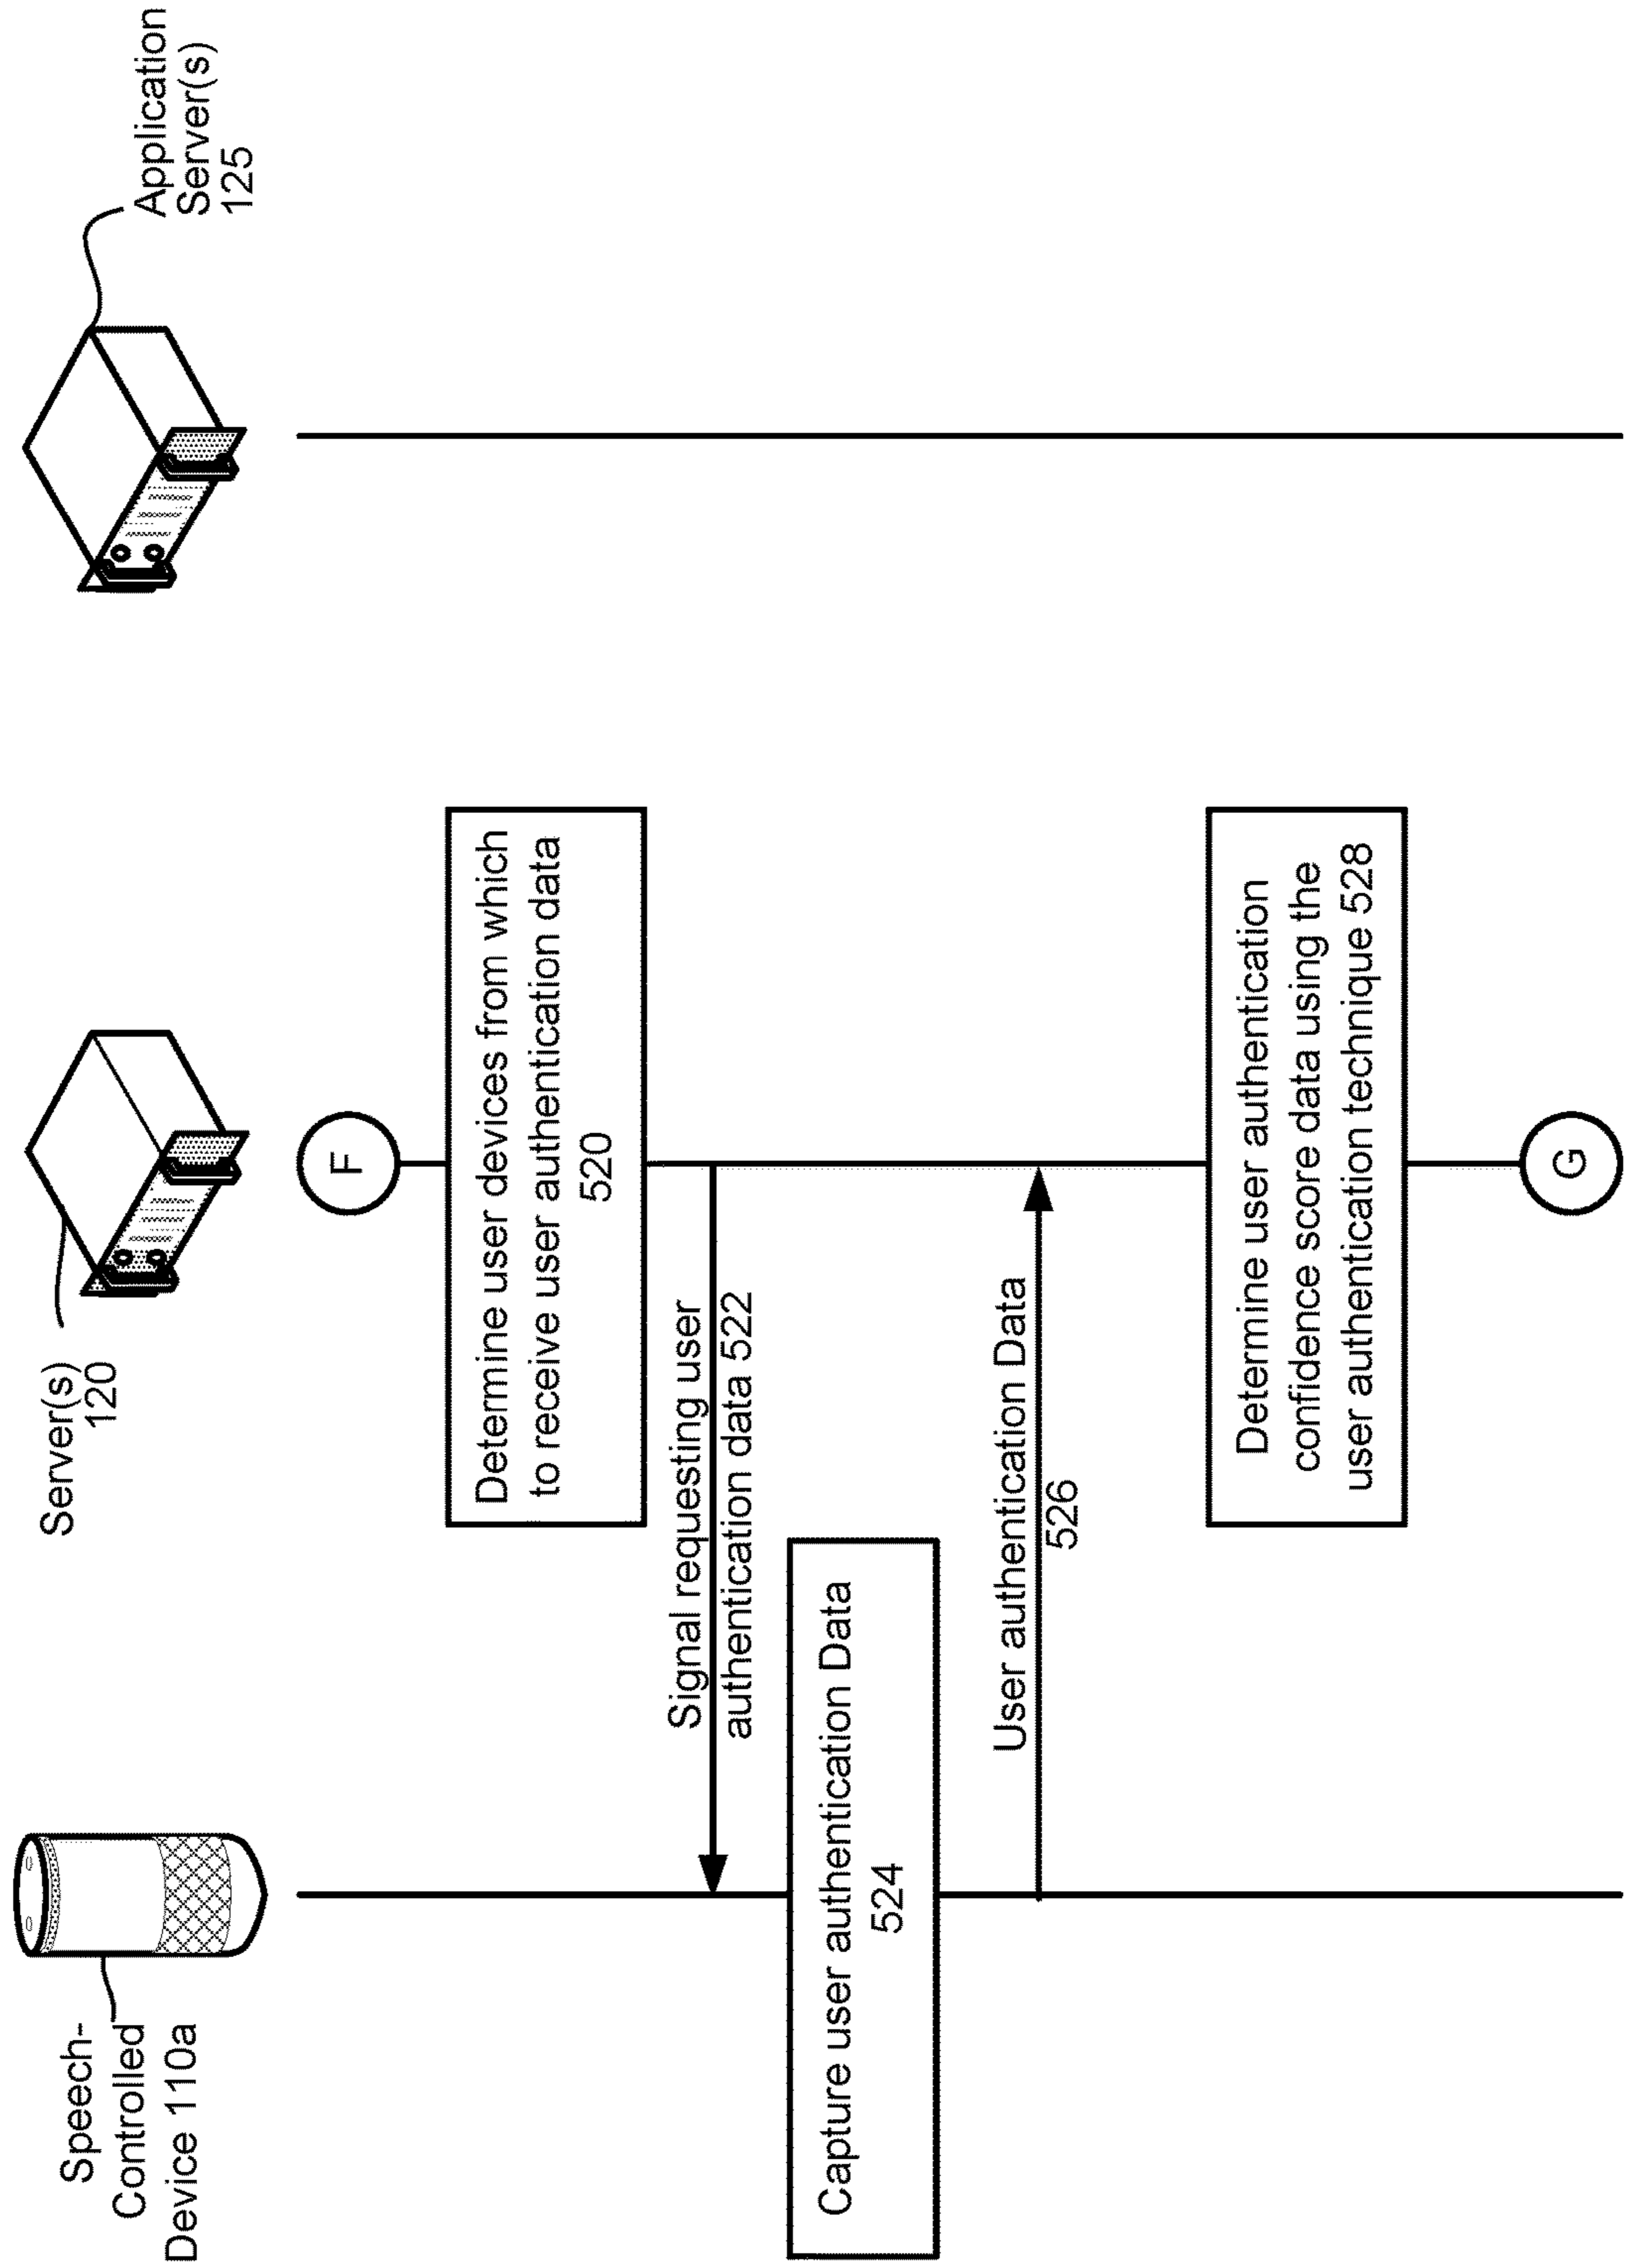 Speech-
Controlled
Device 110a
Server(s)
120
Application
Server(s)
125
F
Determine user devices from which
to receive user authentication data
520
Signal requesting user
authentication data 522
Capture user authentication Data
524
User authentication Data
526
Determine user authentication
confidence score data using the
user authentication technique 528
G